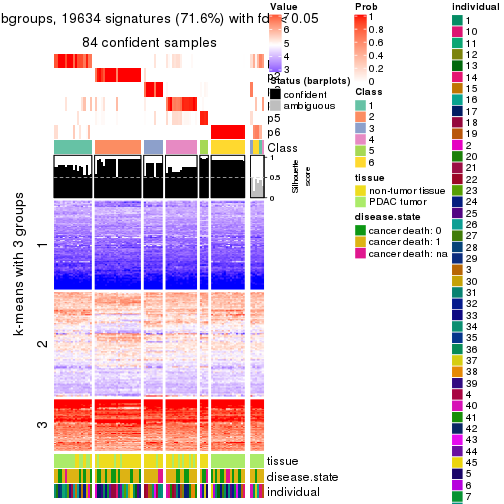 bgroups, 19634 signatures (71.6%) with fd
0.05
84 confident samples
p5
p6
Class
1
0.5
0
Silhouette
score
k-means with 3 groups
1
2
3
tissue
disease.state
individual
Value
6
5
4
3
Status (barplots)
confident
ambiguous
Prob
1
0.8
0.6
0.4
0.2
0
Class
1
2
3
4
5
6
tissue
non-tumor tissue
PDAC tumor
disease.state
cancer death: 0
cancer death: 1
cancer death: na
individual
1
10
11
12
13
14
15
16
17
18
19
2
20
21
22
23
24
25
26
27
28
29
3
30
31
32
33
34
35
36
37
38
39
4
40
41
42
43
44
45
5
6
7